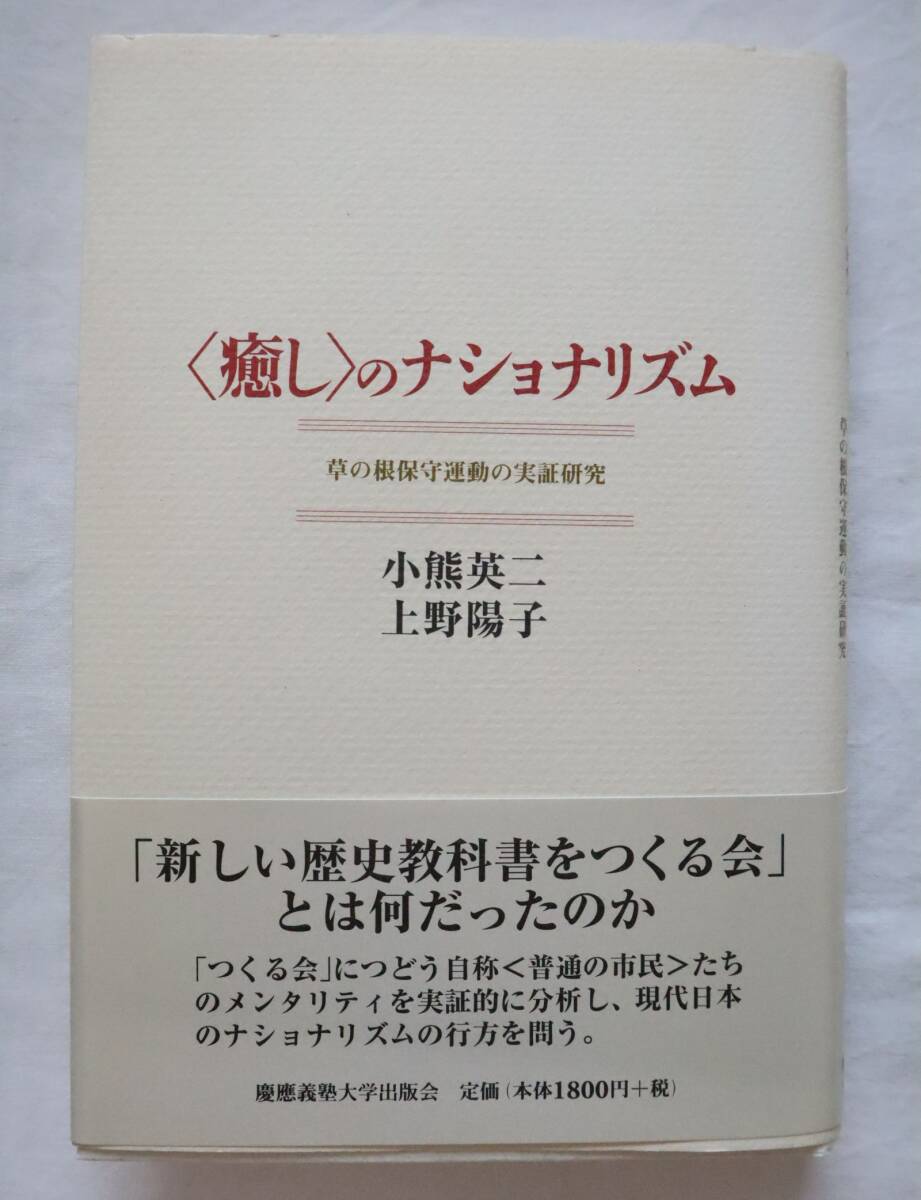 〈癒し〉のナショナリズム
草の根保守運動の実証研究
小熊英二
上野陽子
「新しい歴史教科書をつくる会」
とは何だったのか
「つくる会」につどう自称<普通の市民>たち
のメンタリティを実証的に分析し、現代日本
のナショナリズムの行方を問う。
慶應義塾大学出版会 定価(本体1800円+税)
草の根保守運動の実証研究